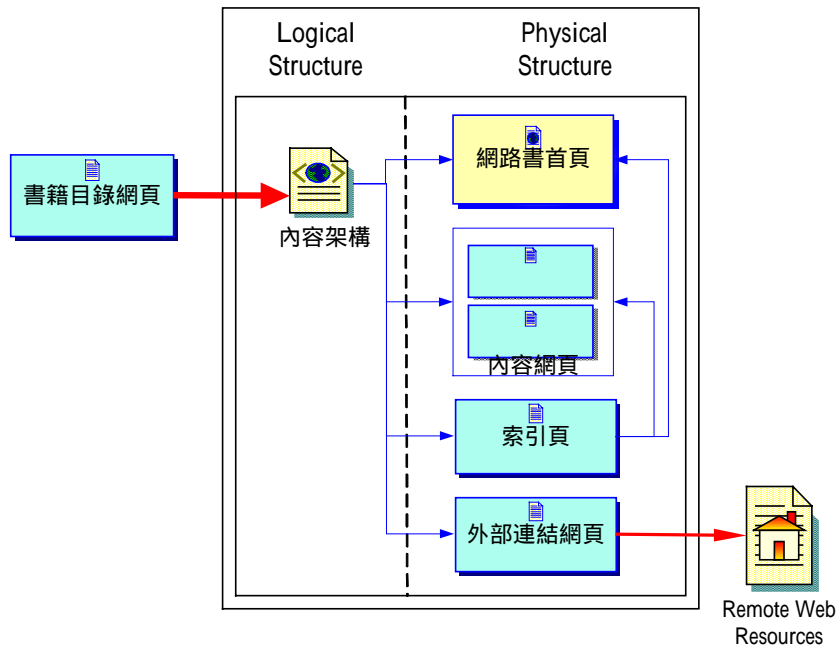 Logical
Structure
Physical
Structure
書籍目錄網頁
內容架構
網路書首頁
內容網頁
索引頁
外部連結網頁
Remote Web
Resources